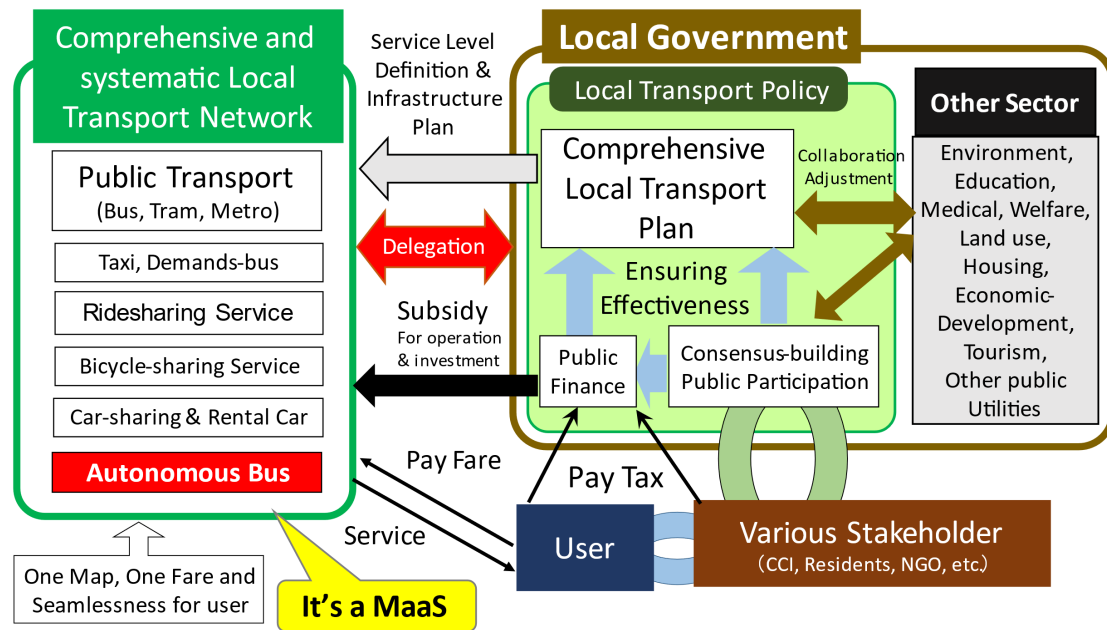 Comprehensive and
systematic Local
Transport Network
Public Transport
(Bus, Tram, Metro)
Taxi, Demands-bus
Ridesharing Service
Bicycle-sharing Service
Car-sharing & Rental Car
Autonomous Bus
One Map, One Fare and
Seamlessness for user
It's a MaaS
Service Level
Definition &
Infrastructure
Plan
Delegation
Subsidy
For operation
& investment
Pay Fare
Service
Local Government
Local Transport Policy
Comprehensive
Local Transport
Plan
Ensuring
Effectiveness
Public
Finance
Consensus-building
Public Participation
Collaboration
Adjustment
Other Sector
Environment,
Education,
Medical, Welfare,
Land use,
Housing,
Economic-
Development,
Tourism,
Other public
Utilities
Pay Tax
User
Various Stakeholder
(CCI, Residents, NGO, etc.)